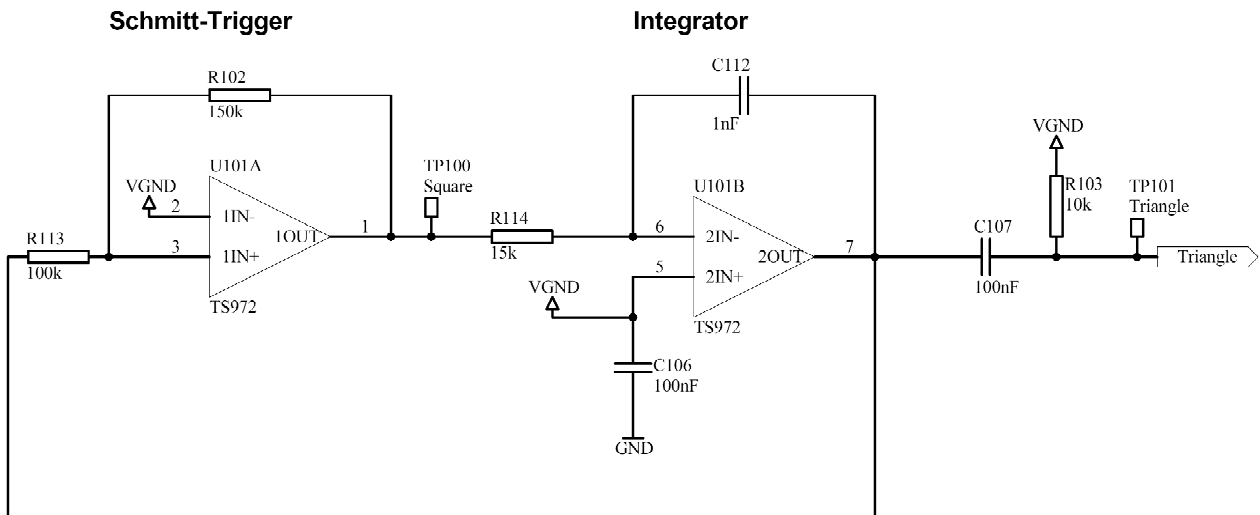 Schmitt-Trigger
Integrator
R102
150k
U101A
VGND
2
1IN-
3
1IN+
1OUT
1
TS972
R113
100k
TP100
Square
R114
15k
C112
1nF
U101B
6
2IN-
5
2IN+
2OUT
7
TS972
VGND
C106
100nF
GND
C107
100nF
VGND
R103
10k
TP101
Triangle
Triangle